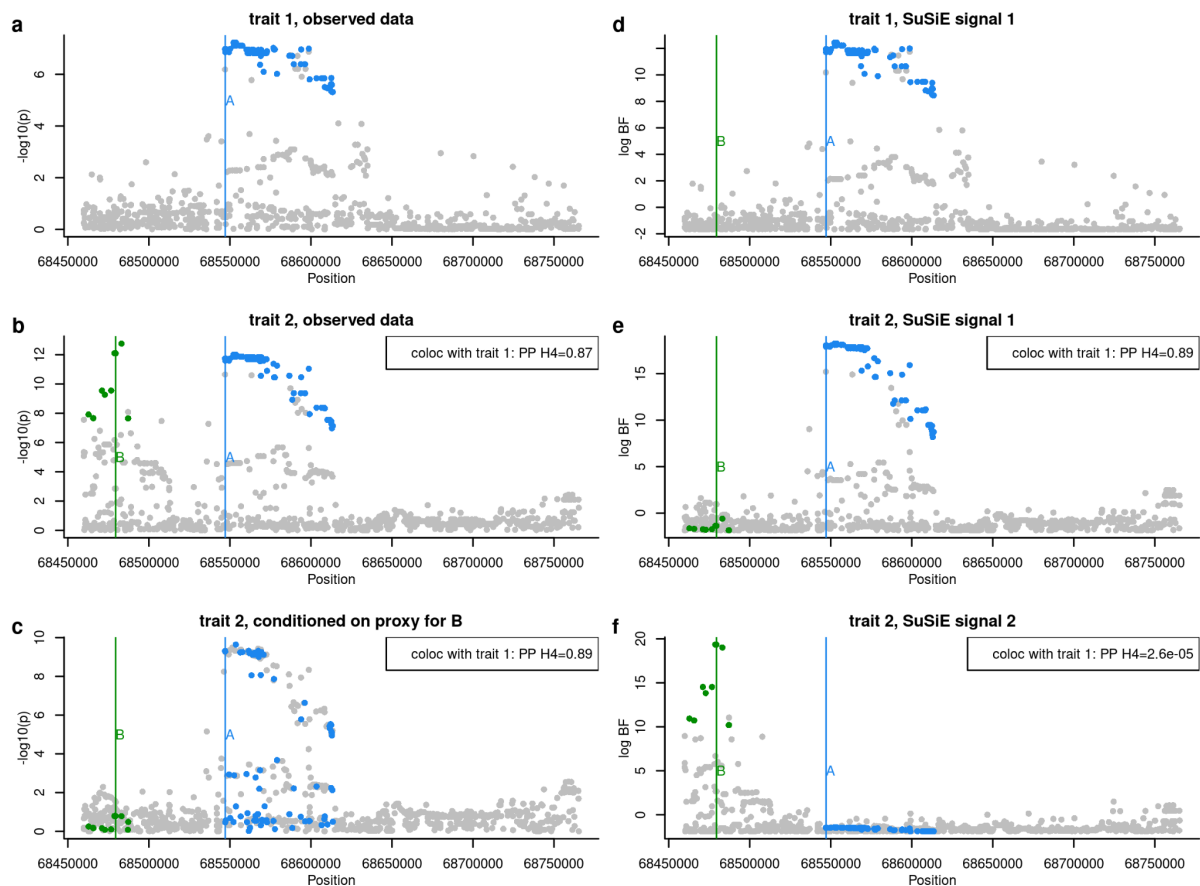 a
trait 1, observed data
-log10(p)
6
4
2
0
A
68450000 68500000 68550000 68600000 68650000 68700000 68750000
Position
d
trait 1, SuSiE signal 1
log BF
10
8
6
4
2
0
-2
B
A
68450000 68500000 68550000 68600000 68650000 68700000 68750000
Position
b
trait 2, observed data
coloc with trait 1: PP H4=0.87
-log10(p)
12
10
8
6
4
2
0
B
A
68450000 68500000 68550000 68600000 68650000 68700000 68750000
Position
e
trait 2, SuSiE signal 1
coloc with trait 1: PP H4=0.89
log BF
15
10
5
0
B
A
68450000 68500000 68550000 68600000 68650000 68700000 68750000
Position
c
trait 2, conditioned on proxy for B
coloc with trait 1: PP H4=0.89
-log10(p)
10
8
6
4
2
0
B
A
68450000 68500000 68550000 68600000 68650000 68700000 68750000
Position
f
trait 2, SuSiE signal 2
coloc with trait 1: PP H4=2.6e-05
log BF
20
15
10
5
0
B
A
68450000 68500000 68550000 68600000 68650000 68700000 68750000
Position